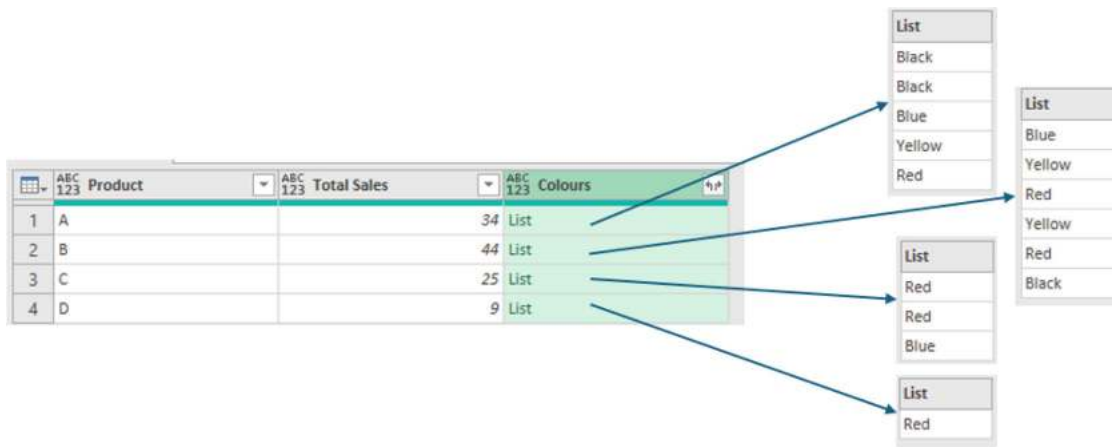 List
Black
Black
Blue
Yellow
Red
List
Blue
Yellow
Red
Yellow
Red
Black
ABC 123 Product ABC 123 Total Sales ABC 123 Colours
1 A 34 List
2 B 44 List
3 C 25 List
4 D 9 List
List
Red
Red
Blue
List
Red